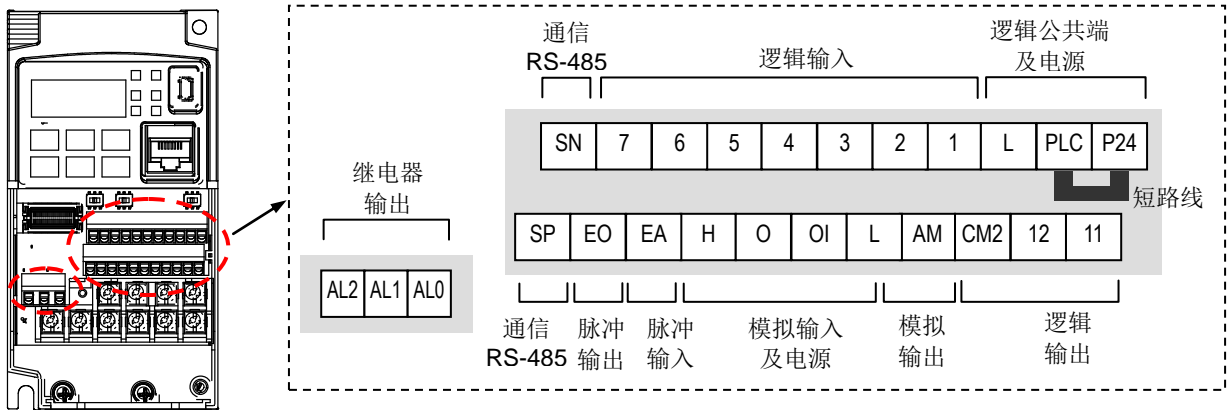 通信
RS-485
逻辑输入
逻辑公共端
及电源
SN 7 6 5 4 3 2 1 L PLC P24
短路线
继电器
输出
AL2 AL1 AL0
SP EO EA H O OI L AM CM2 12 11
通信
RS-485
脉冲
输出
脉冲
输入
模拟输入
及电源
模拟
输出
逻辑
输出